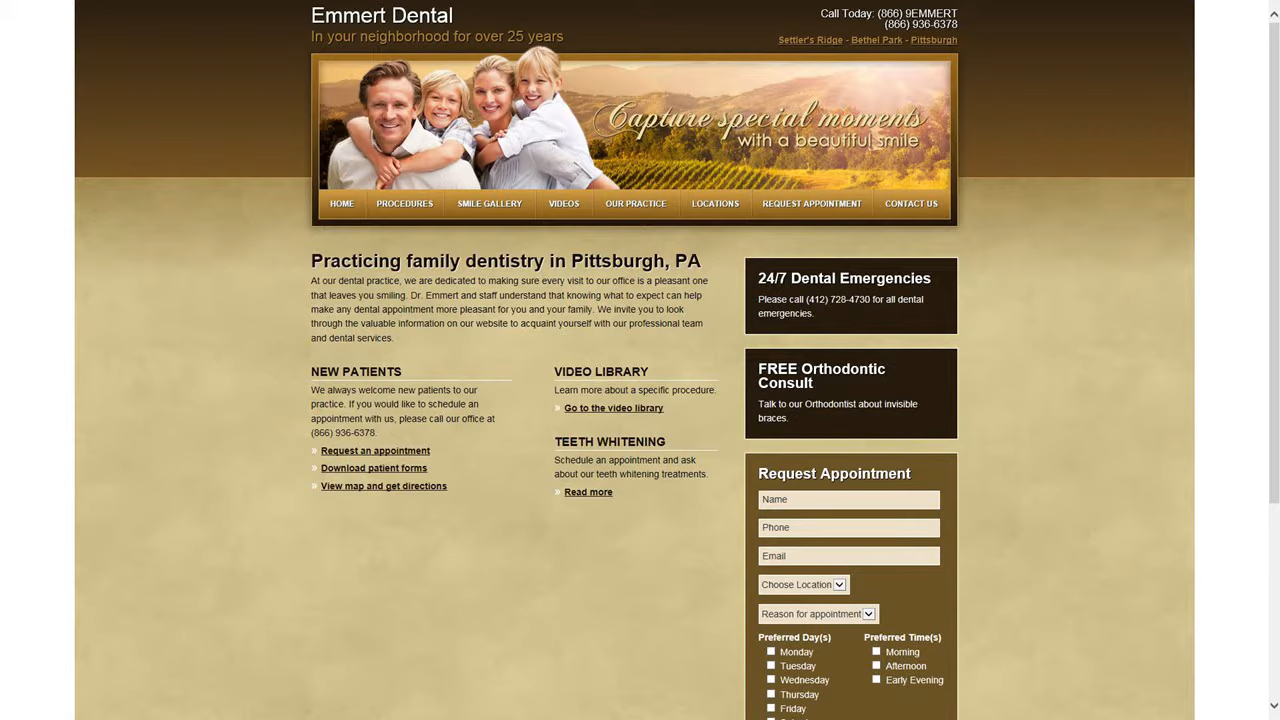 Emmert Dental
In your neighborhood for over 25 years
Call Today: (866) 9EMMERT
(866) 936-6378
Settler's Ridge - Bethel Park - Pittsburgh
Capture special moments
with a beautiful smile
HOME PROCEDURES SMILE GALLERY VIDEOS OUR PRACTICE LOCATIONS REQUEST APPOINTMENT CONTACT US
Practicing family dentistry in Pittsburgh, PA
At our dental practice, we are dedicated to making sure every visit to our office is a pleasant one
that leaves you smiling. Dr. Emmert and staff understand that knowing what to expect can help
make any dental appointment more pleasant for you and your family. We invite you to look
through the valuable information on our website to acquaint yourself with our professional team
and dental services.
NEW PATIENTS
We always welcome new patients to our
practice. If you would like to schedule an
appointment with us, please call our office at
(866) 936-6378.
» Request an appointment
» Download patient forms
» View map and get directions
VIDEO LIBRARY
Learn more about a specific procedure.
» Go to the video library
TEETH WHITENING
Schedule an appointment and ask
about our teeth whitening treatments.
» Read more
24/7 Dental Emergencies
Please call (412) 728-4730 for all dental
emergencies.
FREE Orthodontic
Consult
Talk to our Orthodontist about invisible
braces.
Request Appointment
Name
Phone
Email
Choose Location
Reason for appointment
Preferred Day(s)
Monday
Tuesday
Wednesday
Thursday
Friday
Preferred Time(s)
Morning
Afternoon
Early Evening